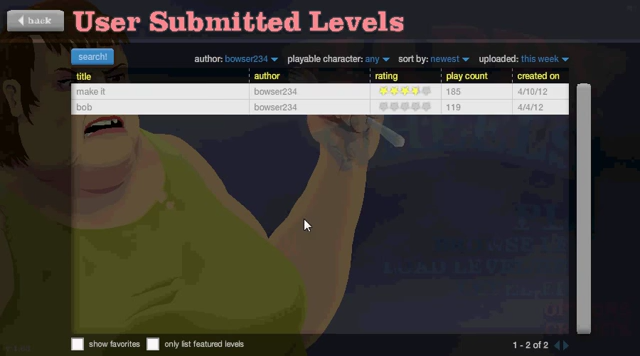 back User Submitted Levels
search! author: bowser234 playable character: any sort by: newest uploaded: this week
title author rating play count created on
make it bowser234 185 4/10/12
bob bowser234 119 4/4/12
show favorites only list featured levels 1 - 2 of 2